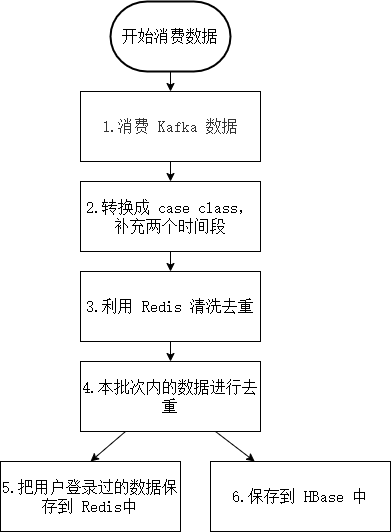 开始消费数据
1.消费 Kafka 数据
2.转换成 case class,
补充两个时间段
3.利用 Redis 清洗去重
4.本批次内的数据进行去
重
5.把用户登录过的数据保
存到 Redis中
6.保存到 HBase 中